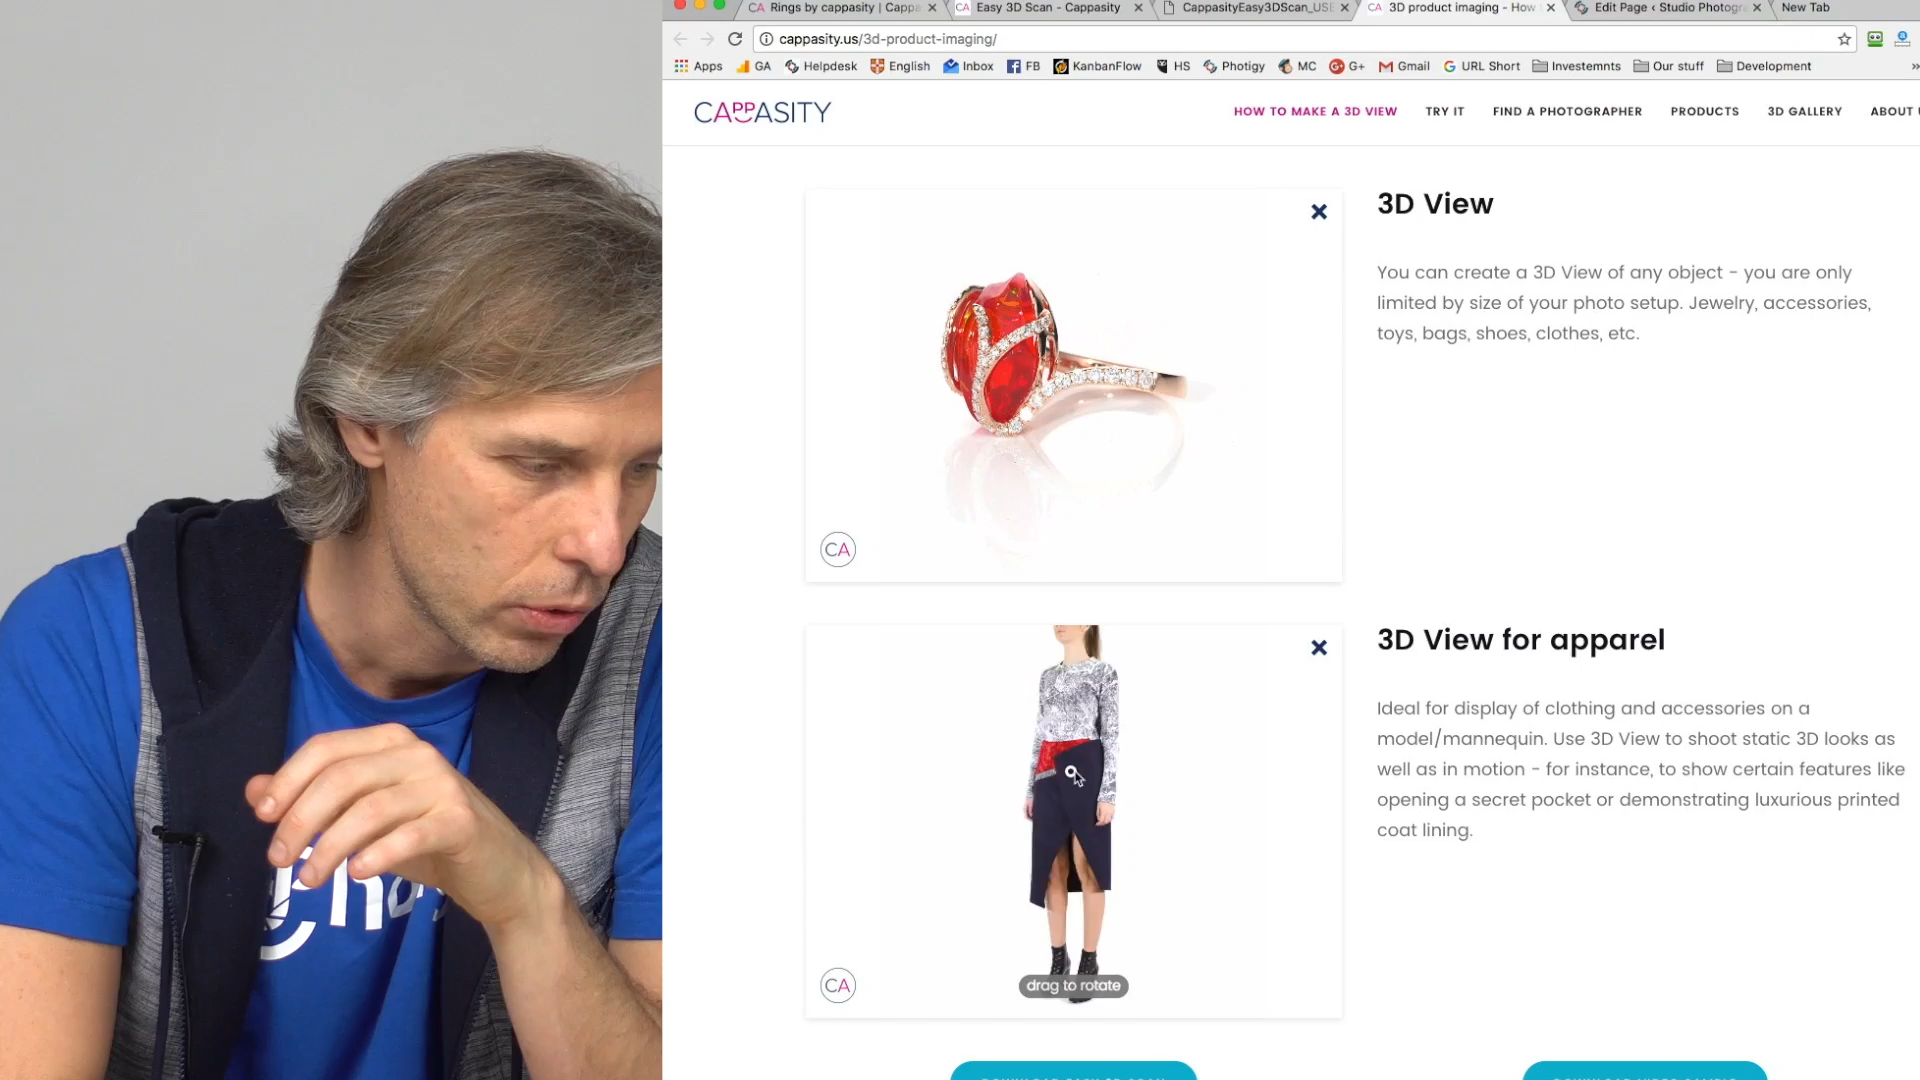 Rings by cappasity | Cappa
Easy 3D Scan - Cappasity
CappasityEasy3DScan_USE
3D product imaging - How
Edit Page ‹ Studio Photogr
New Tab
cappasity.us/3d-product-imaging/
Apps GA Helpdesk English Inbox FB KanbanFlow HS Photigy MC G+ Gmail URL Short Investemnts Our stuff Development »
CAPPASITY
HOW TO MAKE A 3D VIEW TRY IT FIND A PHOTOGRAPHER PRODUCTS 3D GALLERY ABOUT
3D View
You can create a 3D View of any object - you are only
limited by size of your photo setup. Jewelry, accessories,
toys, bags, shoes, clothes, etc.
CA
3D View for apparel
Ideal for display of clothing and accessories on a
model/mannequin. Use 3D View to shoot static 3D looks as
well as in motion - for instance, to show certain features like
opening a secret pocket or demonstrating luxurious printed
coat lining.
CA
drag to rotate